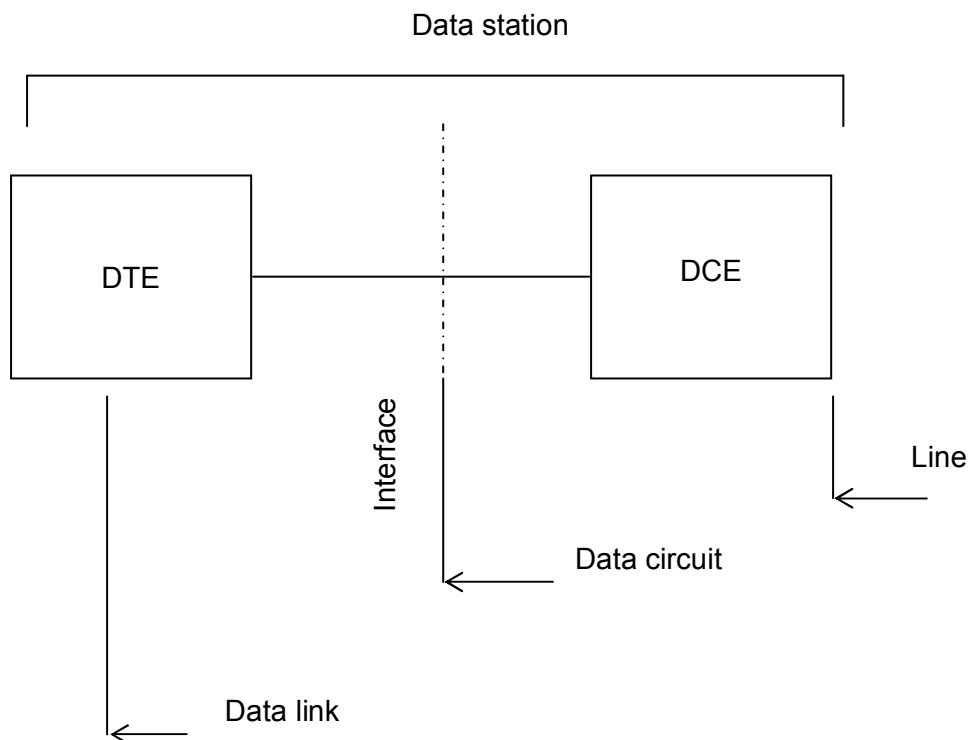 Data station
DTE
DCE
Interface
Line
Data circuit
Data link